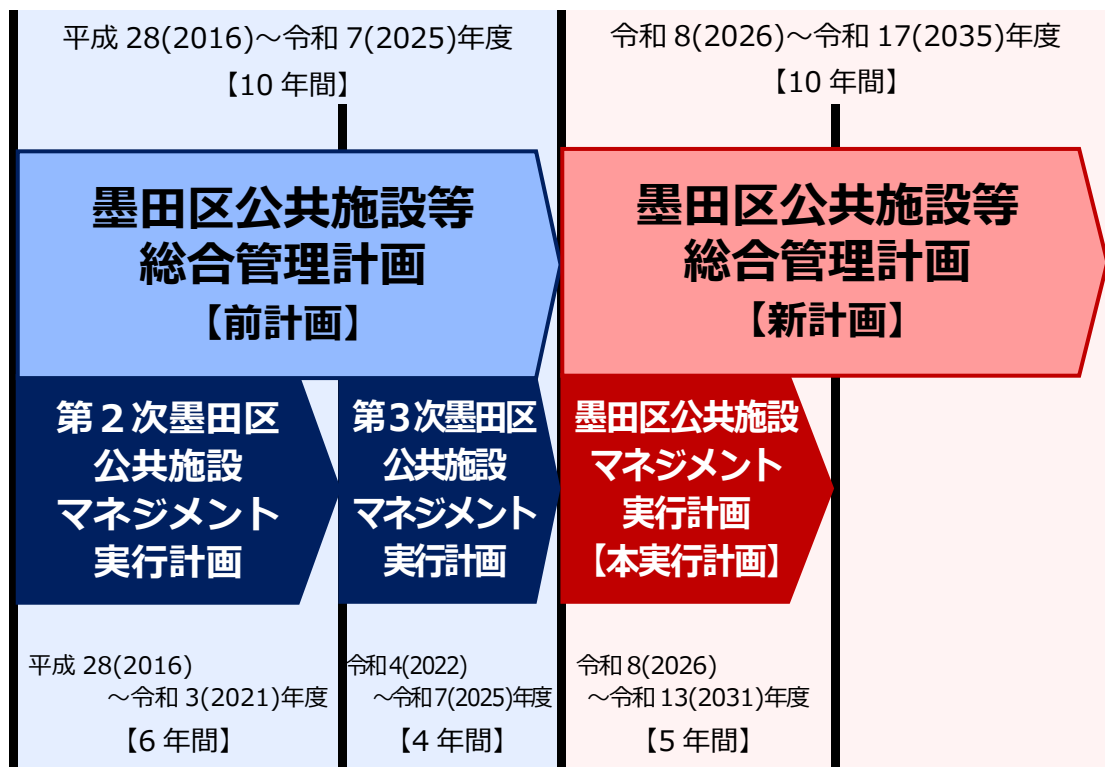 平成 28(2016)～令和 7(2025)年度
【10 年間】
令和 8(2026)～令和 17(2035)年度
【10 年間】
墨田区公共施設等
総合管理計画
【前計画】
墨田区公共施設等
総合管理計画
【新計画】
第２次墨田区
公共施設
マネジメント
実行計画
第3次墨田区
公共施設
マネジメント
実行計画
墨田区公共施設
マネジメント
実行計画
【本実行計画】
平成 28(2016)
～令和 3(2021)年度
【6 年間】
令和4(2022)
～令和7(2025)年度
【4 年間】
令和 8(2026)
～令和 13(2031)年度
【5 年間】